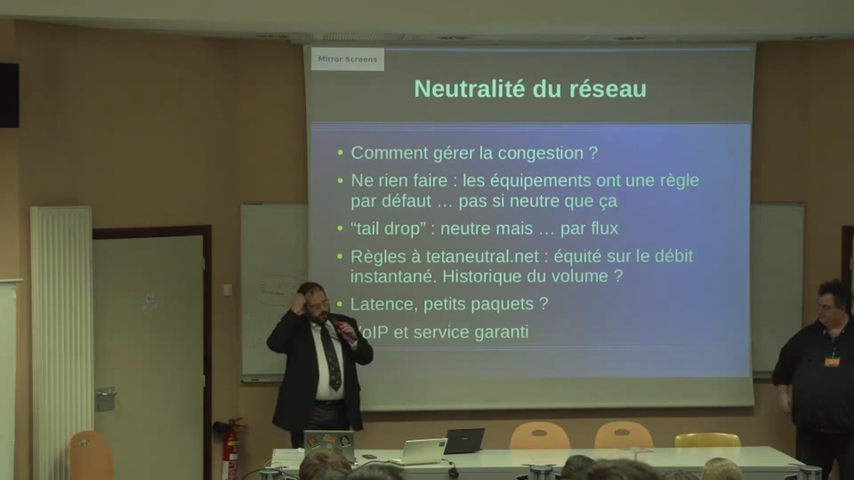 Mirror Screens
Neutralité du réseau
• Comment gérer la congestion ?
• Ne rien faire : les équipements ont une règle
par défaut … pas si neutre que ça
• “tail drop” : neutre mais … par flux
• Règles à tetaneutral.net : équité sur le débit
instantané. Historique du volume ?
• Latence, petits paquets ?
VoIP et service garanti